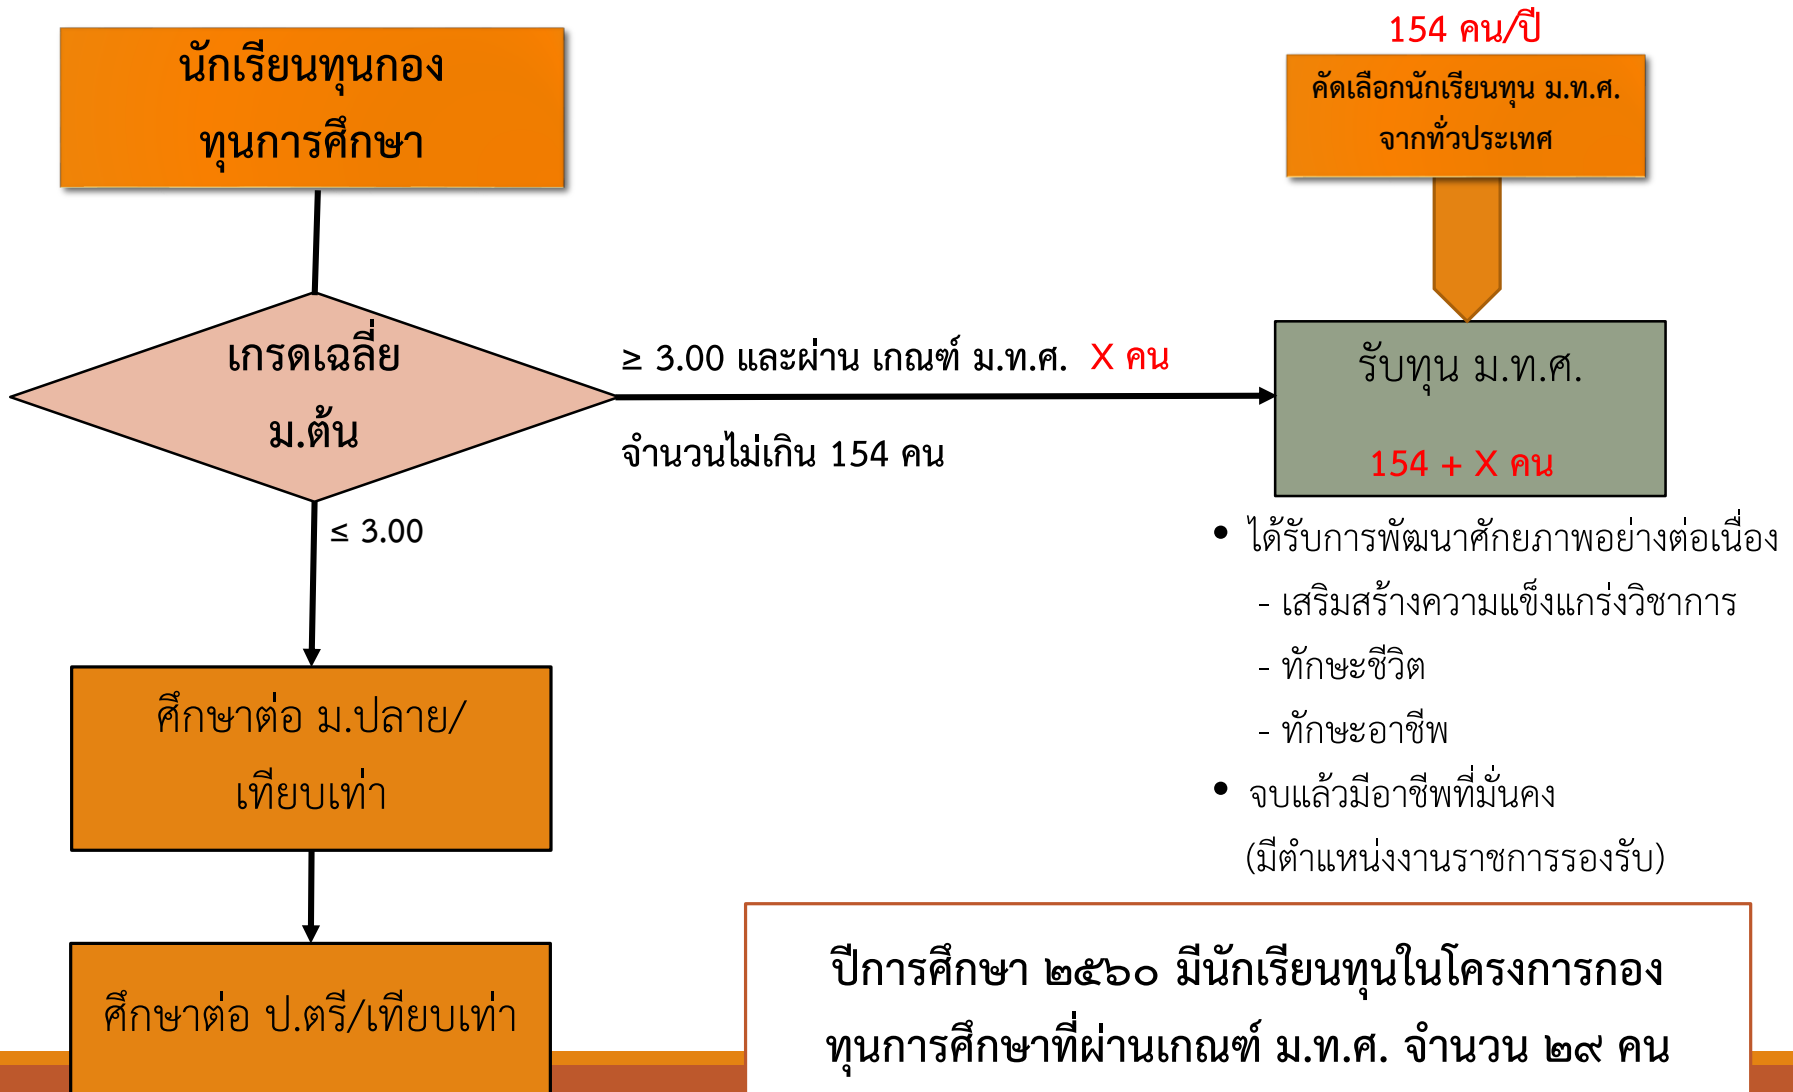 154 คน/ปี
นักเรียนทุนกอง
ทุนการศึกษา
คัดเลือกนักเรียนทุน ม.ท.ศ.
จากทั่วประเทศ
เกรดเฉลี่ย
ม.ต้น
≥ 3.00 และผ่าน เกณฑ์ ม.ท.ศ. X คน
จำนวนไม่เกิน 154 คน
รับทุน ม.ท.ศ.
154 + X คน
≤ 3.00
• ได้รับการพัฒนาศักยภาพอย่างต่อเนื่อง
- เสริมสร้างความแข็งแกร่งวิชาการ
- ทักษะชีวิต
- ทักษะอาชีพ
• จบแล้วมีอาชีพที่มั่นคง
(มีตำแหน่งงานราชการรองรับ)
ศึกษาต่อ ม.ปลาย/
เทียบเท่า
ศึกษาต่อ ป.ตรี/เทียบเท่า
ปีการศึกษา ๒๕๖๐ มีนักเรียนทุนในโครงการกอง
ทุนการศึกษาที่ผ่านเกณฑ์ ม.ท.ศ. จำนวน ๒๙ คน